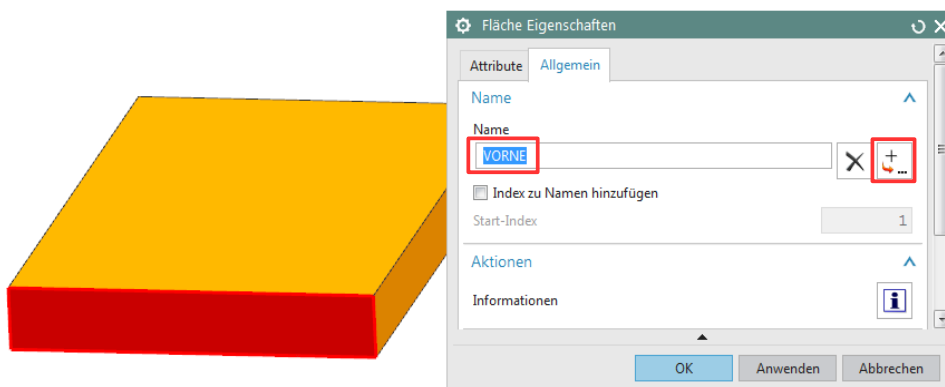 Fläche Eigenschaften
Attribute Allgemein
Name
Name
VORNE
Index zu Namen hinzufügen
Start-Index 1
Aktionen
Informationen
OK Anwenden Abbrechen